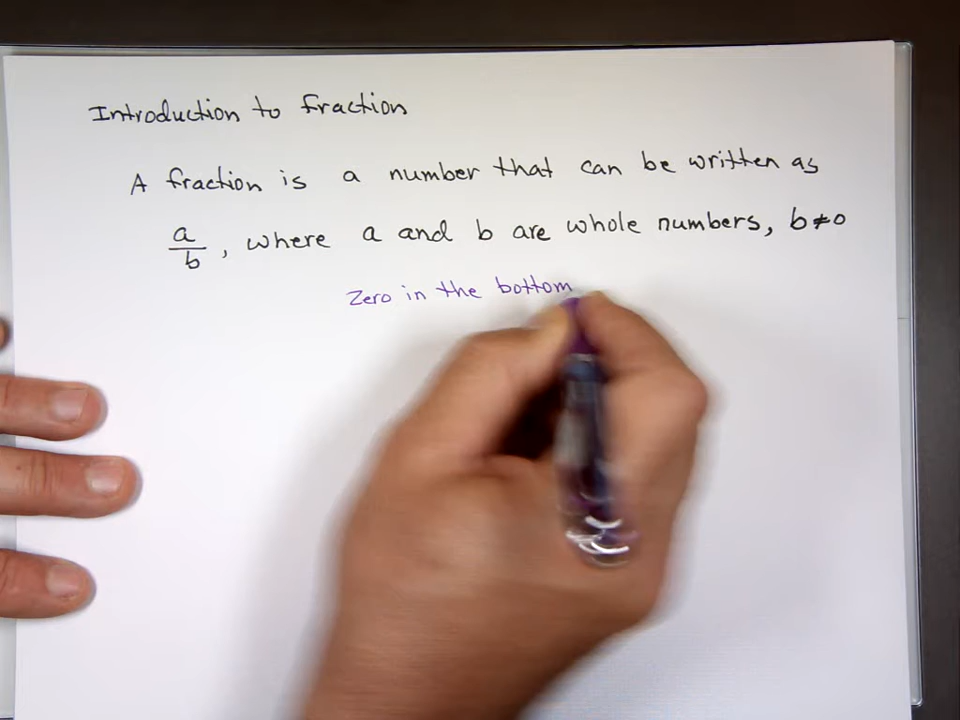 Introduction to fraction
A fraction is a number that can be written as
a/b, where a and b are whole numbers, b≠0
Zero in the bottom